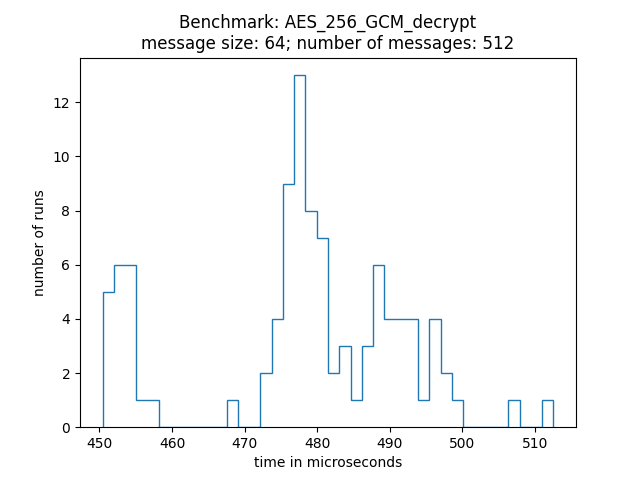 Benchmark: AES_256_GCM_decrypt
message size: 64; number of messages: 512
12
10
8
6
4
2
0
number of runs
450 460 470 480 490 500 510
time in microseconds